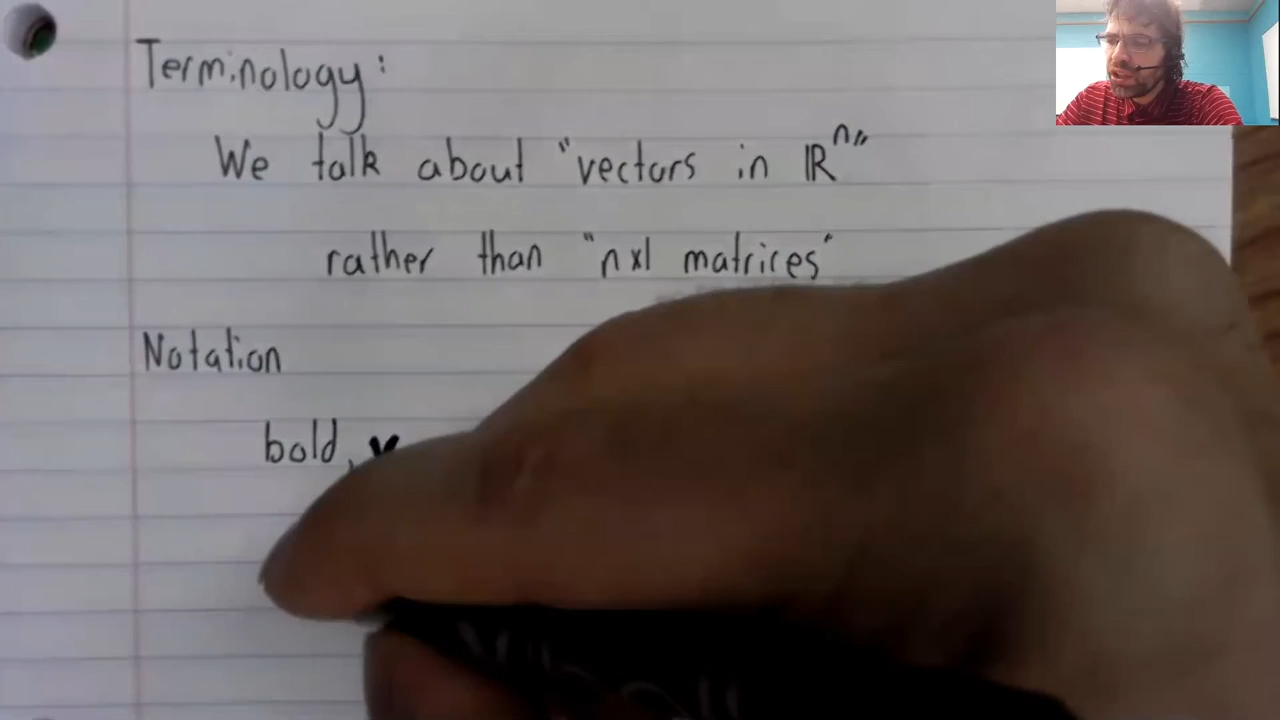 Terminology:
We talk about "vectors in ℝⁿ"
rather than "n×1 matrices"
Notation
bold, v